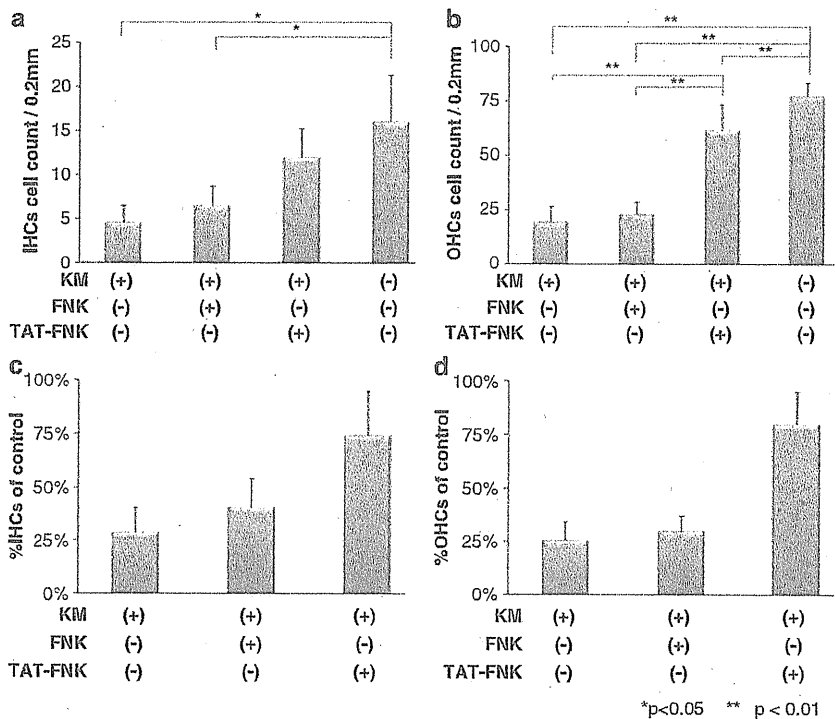 a
*
*
IHCs cell count / 0.2mm
25
20
15
10
5
0
KM (+) (+) (+) (-)
FNK (-) (+) (-) (-)
TAT-FNK (-) (-) (+) (-)
b
**
**
**
**
**
OHCs cell count / 0.2mm
100
75
50
25
0
KM (+) (+) (+) (-)
FNK (-) (+) (-) (-)
TAT-FNK (-) (-) (+) (-)
c
%IHCs of control
100%
75%
50%
25%
0%
KM (+) (+) (+)
FNK (-) (+) (-)
TAT-FNK (-) (-) (+)
d
%OHCs of control
100%
75%
50%
25%
0%
KM (+) (+) (+)
FNK (-) (+) (-)
TAT-FNK (-) (-) (+)
*p<0.05 ** p < 0.01